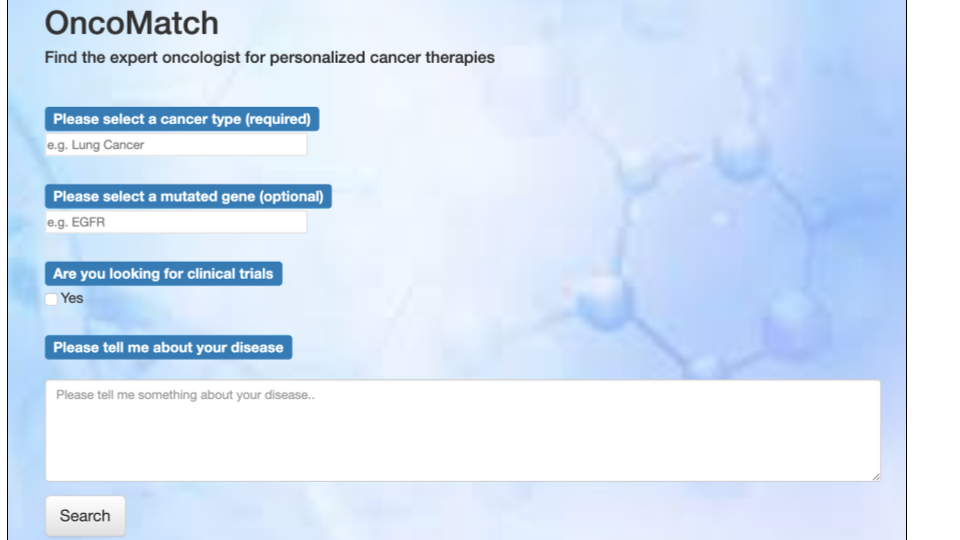 OncoMatch
Find the expert oncologist for personalized cancer therapies
Please select a cancer type (required)
e.g. Lung Cancer
Please select a mutated gene (optional)
e.g. EGFR
Are you looking for clinical trials
Yes
Please tell me about your disease
Please tell me something about your disease..
Search